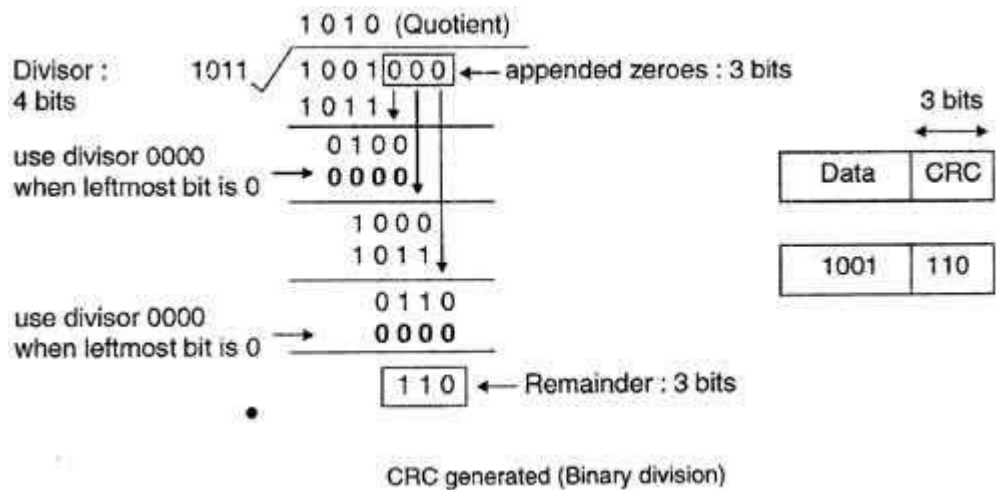 1 0 1 0 (Quotient)
Divisor : 1011 1 0 0 1 0 0 0 appended zeroes : 3 bits
4 bits 1 0 1 1
3 bits
0 1 0 0
use divisor 0000
when leftmost bit is 0 0 0 0 0
Data CRC
1 0 0 0
1 0 1 1
1001 110
0 1 1 0
use divisor 0000
when leftmost bit is 0 0 0 0 0
1 1 0 Remainder : 3 bits
CRC generated (Binary division)